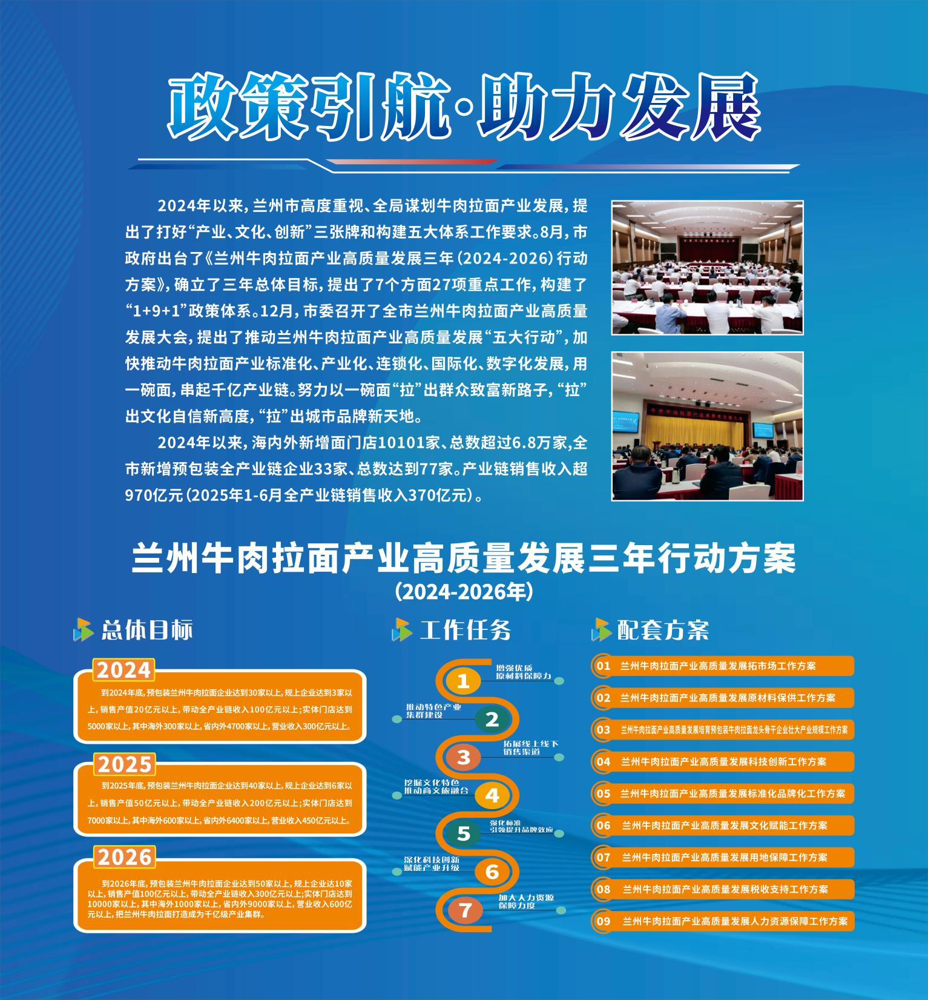 政策引航·助力发展
2024年以来,兰州市高度重视、全局谋划牛肉拉面产业发展,提
出了打好“产业、文化、创新”三张牌和构建五大体系工作要求。8月,市
政府出台了《兰州牛肉拉面产业高质量发展三年(2024-2026)行动
方案》,确立了三年总体目标,提出了7个方面27项重点工作,构建了
“1+9+1”政策体系。12月,市委召开了全市兰州牛肉拉面产业高质量
发展大会,提出了推动兰州牛肉拉面产业高质量发展“五大行动”,加
快推动牛肉拉面产业标准化、产业化、连锁化、国际化、数字化发展,用
一碗面,串起千亿产业链。努力以一碗面“拉”出群众致富新路子,“拉”
出文化自信新高度,“拉”出城市品牌新天地。
2024年以来,海内外新增面门店10101家、总数超过6.8万家,全
市新增预包装全产业链企业33家、总数达到77家。产业链销售收入超
970亿元(2025年1-6月全产业链销售收入370亿元)。
兰州牛肉拉面产业高质量发展三年行动方案
(2024-2026年)
总体目标
2024
到2024年底,预包装兰州牛肉拉面企业达到30家以上,规上企业达到3家以
上,销售产值20亿元以上,带动全产业链收入100亿元以上;实体门店达到
5000家以上,其中海外300家以上,省内外4700家以上,营业收入300亿元以上。
2025
到2025年底,预包装兰州牛肉拉面企业达到40家以上,规上企业达到6家以
上,销售产值50亿元以上,带动全产业链收入200亿元以上;实体门店达到
7000家以上,其中海外600家以上,省内外6400家以上,营业收入450亿元以上。
2026
到2026年底,预包装兰州牛肉拉面企业达到50家以上,规上企业达10家
以上,销售产值100亿元以上,带动全产业链收入300亿元以上;实体门店达到
10000家以上,其中海外1000家以上,省内外9000家以上,营业收入600亿
元以上,把兰州牛肉拉面打造成为千亿级产业集群。
工作任务
1
增强优质
原材料保障力
2
推动特色产业
集群建设
3
拓展线上线下
销售渠道
4
挖掘文化特色
推动商文旅融合
5
强化标准
引领提升品牌效应
6
深化科技创新
赋能产业升级
7
加大人力资源
保障力度
配套方案
01 兰州牛肉拉面产业高质量发展拓市场工作方案
02 兰州牛肉拉面产业高质量发展原材料保供工作方案
03 兰州牛肉拉面产业高质量发展培育预包装牛肉拉面龙头骨干企业壮大产业规模工作方案
04 兰州牛肉拉面产业高质量发展科技创新工作方案
05 兰州牛肉拉面产业高质量发展标准化品牌化工作方案
06 兰州牛肉拉面产业高质量发展文化赋能工作方案
07 兰州牛肉拉面产业高质量发展用地保障工作方案
08 兰州牛肉拉面产业高质量发展税收支持工作方案
09 兰州牛肉拉面产业高质量发展人力资源保障工作方案